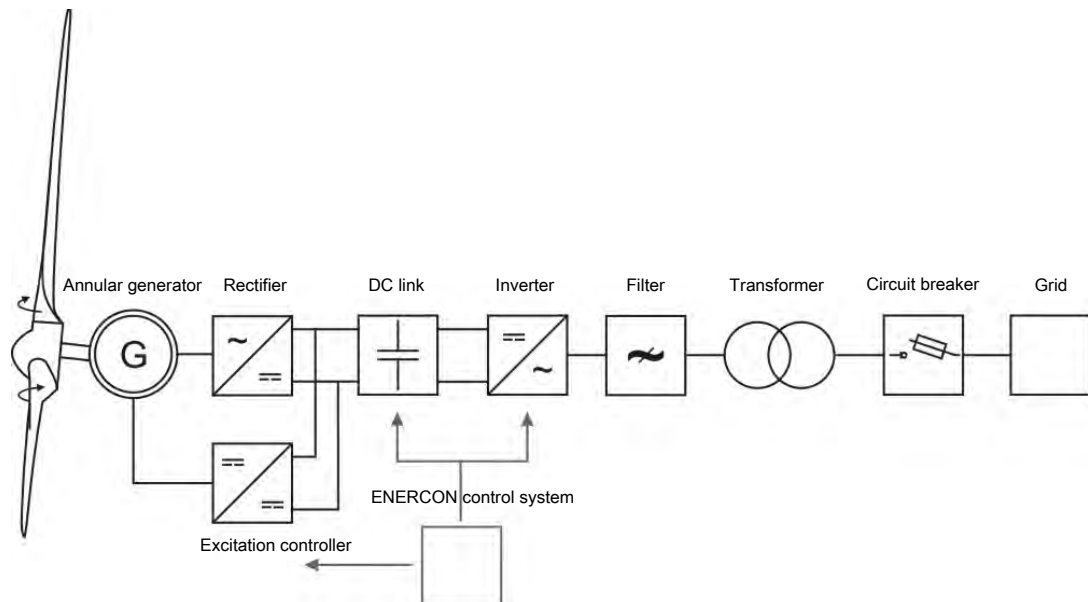 Annular generator
Rectifier
DC link
Inverter
Filter
Transformer
Circuit breaker
Grid
G
ENERCON control system
Excitation controller